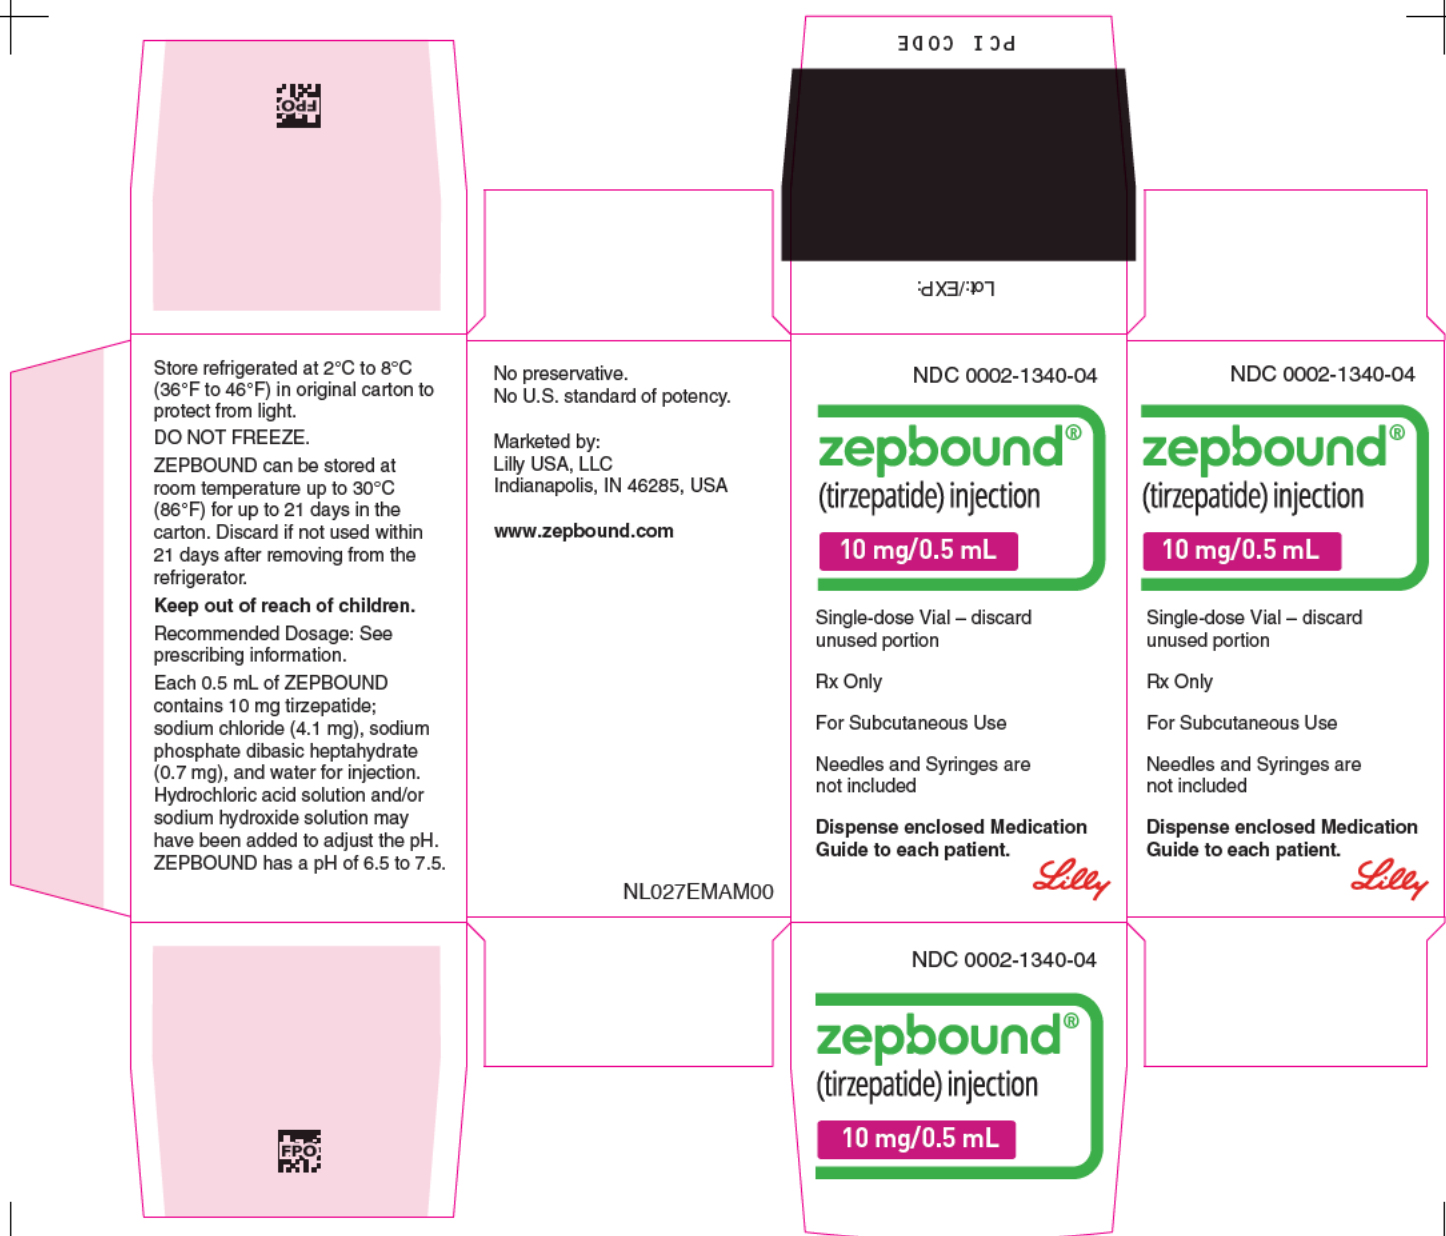 PCI CODE
FPO
Lot:/EXP:
Store refrigerated at 2°C to 8°C
(36°F to 46°F) in original carton to
protect from light.
DO NOT FREEZE.
ZEPBOUND can be stored at
room temperature up to 30°C
(86°F) for up to 21 days in the
carton. Discard if not used within
21 days after removing from the
refrigerator.
Keep out of reach of children.
Recommended Dosage: See
prescribing information.
Each 0.5 mL of ZEPBOUND
contains 10 mg tirzepatide;
sodium chloride (4.1 mg), sodium
phosphate dibasic heptahydrate
(0.7 mg), and water for injection.
Hydrochloric acid solution and/or
sodium hydroxide solution may
have been added to adjust the pH.
ZEPBOUND has a pH of 6.5 to 7.5.
No preservative.
No U.S. standard of potency.
Marketed by:
Lilly USA, LLC
Indianapolis, IN 46285, USA
www.zepbound.com
NL027EMAM00
NDC 0002-1340-04
zepbound®
(tirzepatide) injection
10 mg/0.5 mL
Single-dose Vial – discard
unused portion
Rx Only
For Subcutaneous Use
Needles and Syringes are
not included
Dispense enclosed Medication
Guide to each patient.
Lilly
NDC 0002-1340-04
zepbound®
(tirzepatide) injection
10 mg/0.5 mL
Single-dose Vial – discard
unused portion
Rx Only
For Subcutaneous Use
Needles and Syringes are
not included
Dispense enclosed Medication
Guide to each patient.
Lilly
NDC 0002-1340-04
zepbound®
(tirzepatide) injection
10 mg/0.5 mL
FPO